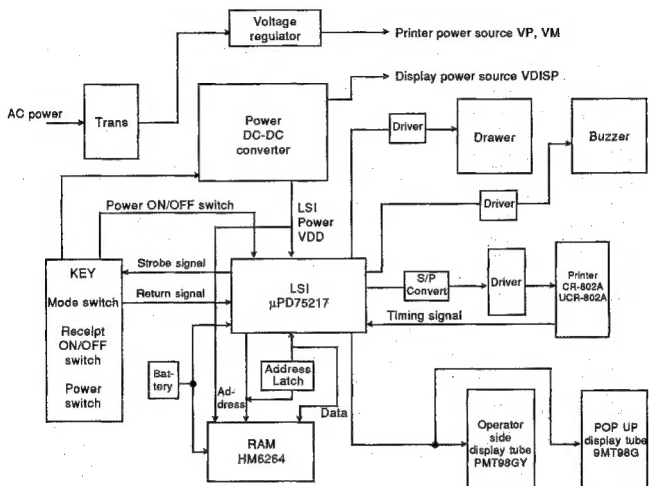 Voltage
regulator
Printer power source VP, VM
Display power source VDISP
AC power
Trans
Power
DC-DC
converter
Driver
Drawer
Buzzer
Driver
Power ON/OFF switch
LSI
Power
VDD
KEY
Mode switch
Receipt
ON/OFF
switch
Power
switch
Strobe signal
Return signal
LSI
μPD75217
S/P
Convert
Driver
Printer
CR-802A
UCR-802A
Timing signal
Bat-
tery
Ad-
dress
Address
Latch
Data
RAM
HM6264
Operator
side
display tube
PMT98GY
POP UP
display tube
9MT98G